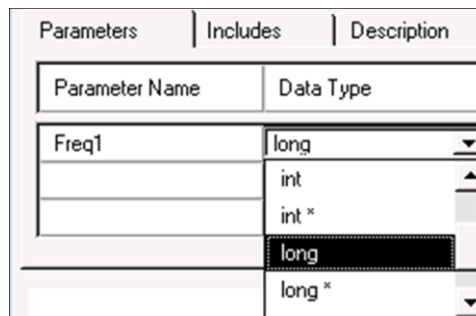 Parameters Includes Description
Parameter Name Data Type
Freq1 long
int
int *
long
long *